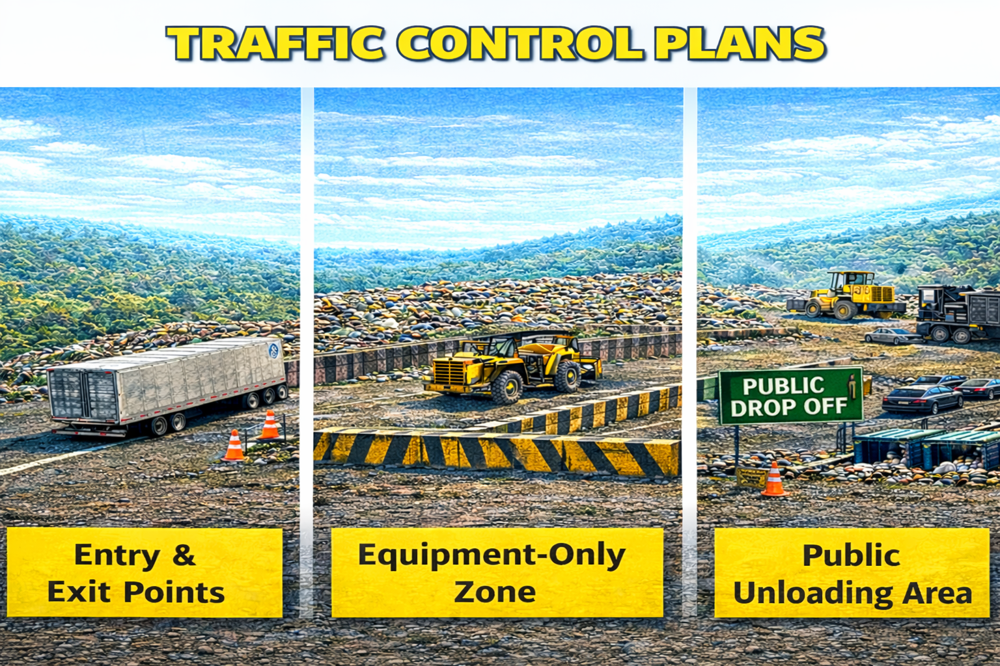 TRAFFIC CONTROL PLANS
PUBLIC
DROP OFF
Entry &
Exit Points
Equipment-Only
Zone
Public
Unloading Area